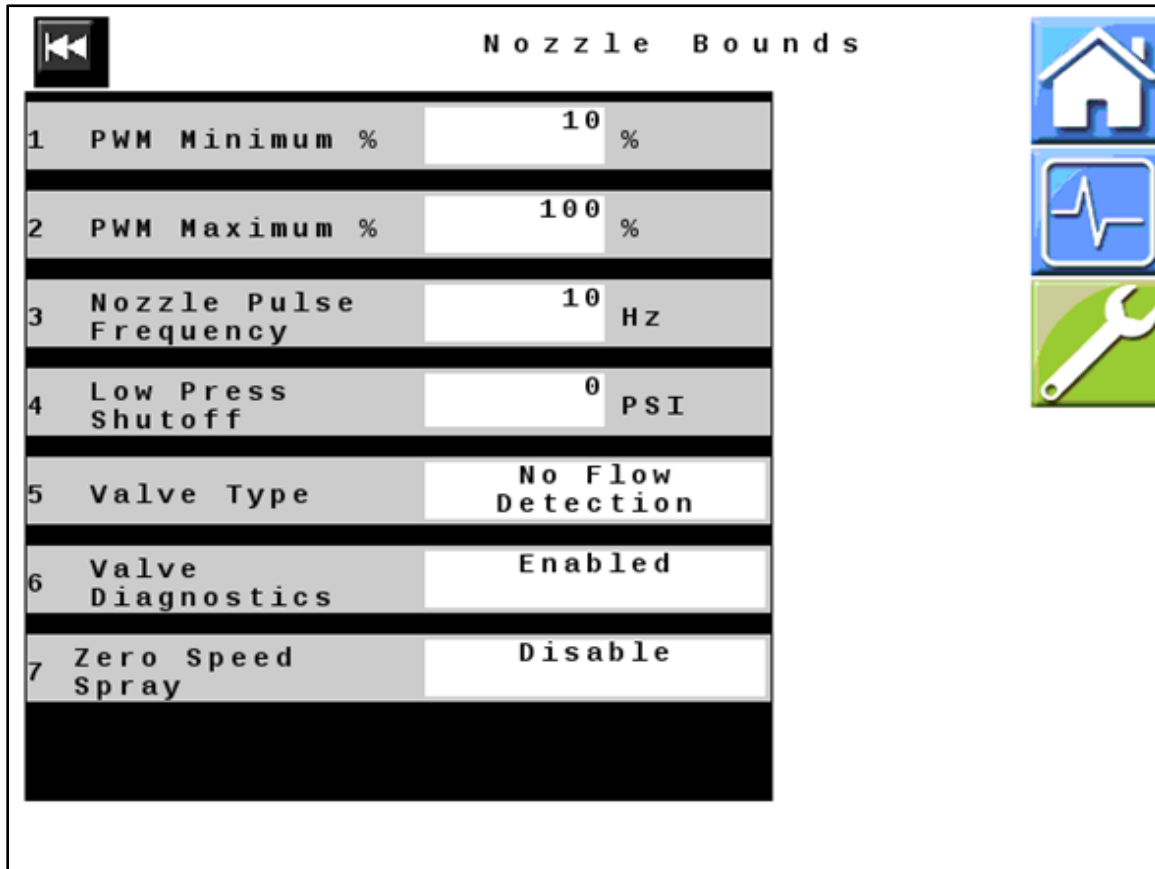 Nozzle Bounds
1 PWM Minimum % 10 %
2 PWM Maximum % 100 %
3 Nozzle Pulse Frequency 10 Hz
4 Low Press Shutoff 0 PSI
5 Valve Type No Flow Detection
6 Valve Diagnostics Enabled
7 Zero Speed Spray Disable